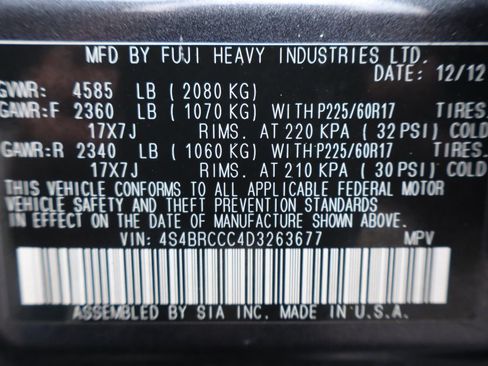 MFD BY FUJI HEAVY INDUSTRIES LTD.
DATE: 12/12
GVWR: 4585 LB (2080 KG)
GAWR:F 2360 LB (1070 KG) WITH P225/60R17 TIRES.
17X7J RIMS. AT 220 KPA (32 PSI) COLD
GAWR:R 2340 LB (1060 KG) WITH P225/60R17 TIRES.
17X7J RIMS. AT 210 KPA (30 PSI) COLD
THIS VEHICLE CONFORMS TO ALL APPLICABLE FEDERAL MOTOR
VEHICLE SAFETY AND THEFT PREVENTION STANDARDS
IN EFFECT ON THE DATE OF MANUFACTURE SHOWN ABOVE.
VIN: 4S4BRCCC4D3263677 MPV
ASSEMBLED BY SIA INC. MADE IN U.S.A.